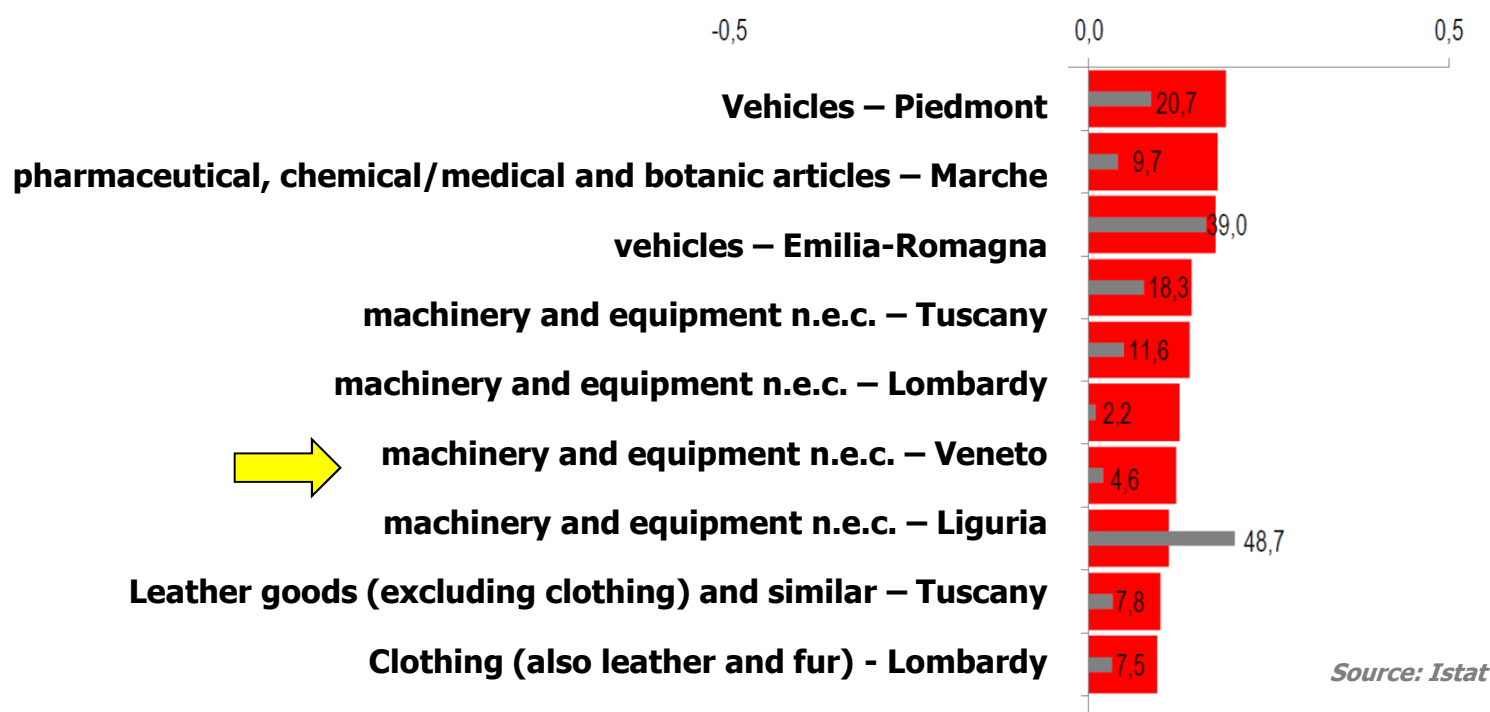 -0,5 0,0 0,5
Vehicles – Piedmont 20,7
pharmaceutical, chemical/medical and botanic articles – Marche 9,7
vehicles – Emilia-Romagna 39,0
machinery and equipment n.e.c. – Tuscany 18,3
machinery and equipment n.e.c. – Lombardy 11,6
2,2
machinery and equipment n.e.c. – Veneto 4,6
machinery and equipment n.e.c. – Liguria 48,7
Leather goods (excluding clothing) and similar – Tuscany 7,8
Clothing (also leather and fur) - Lombardy 7,5
Source: Istat